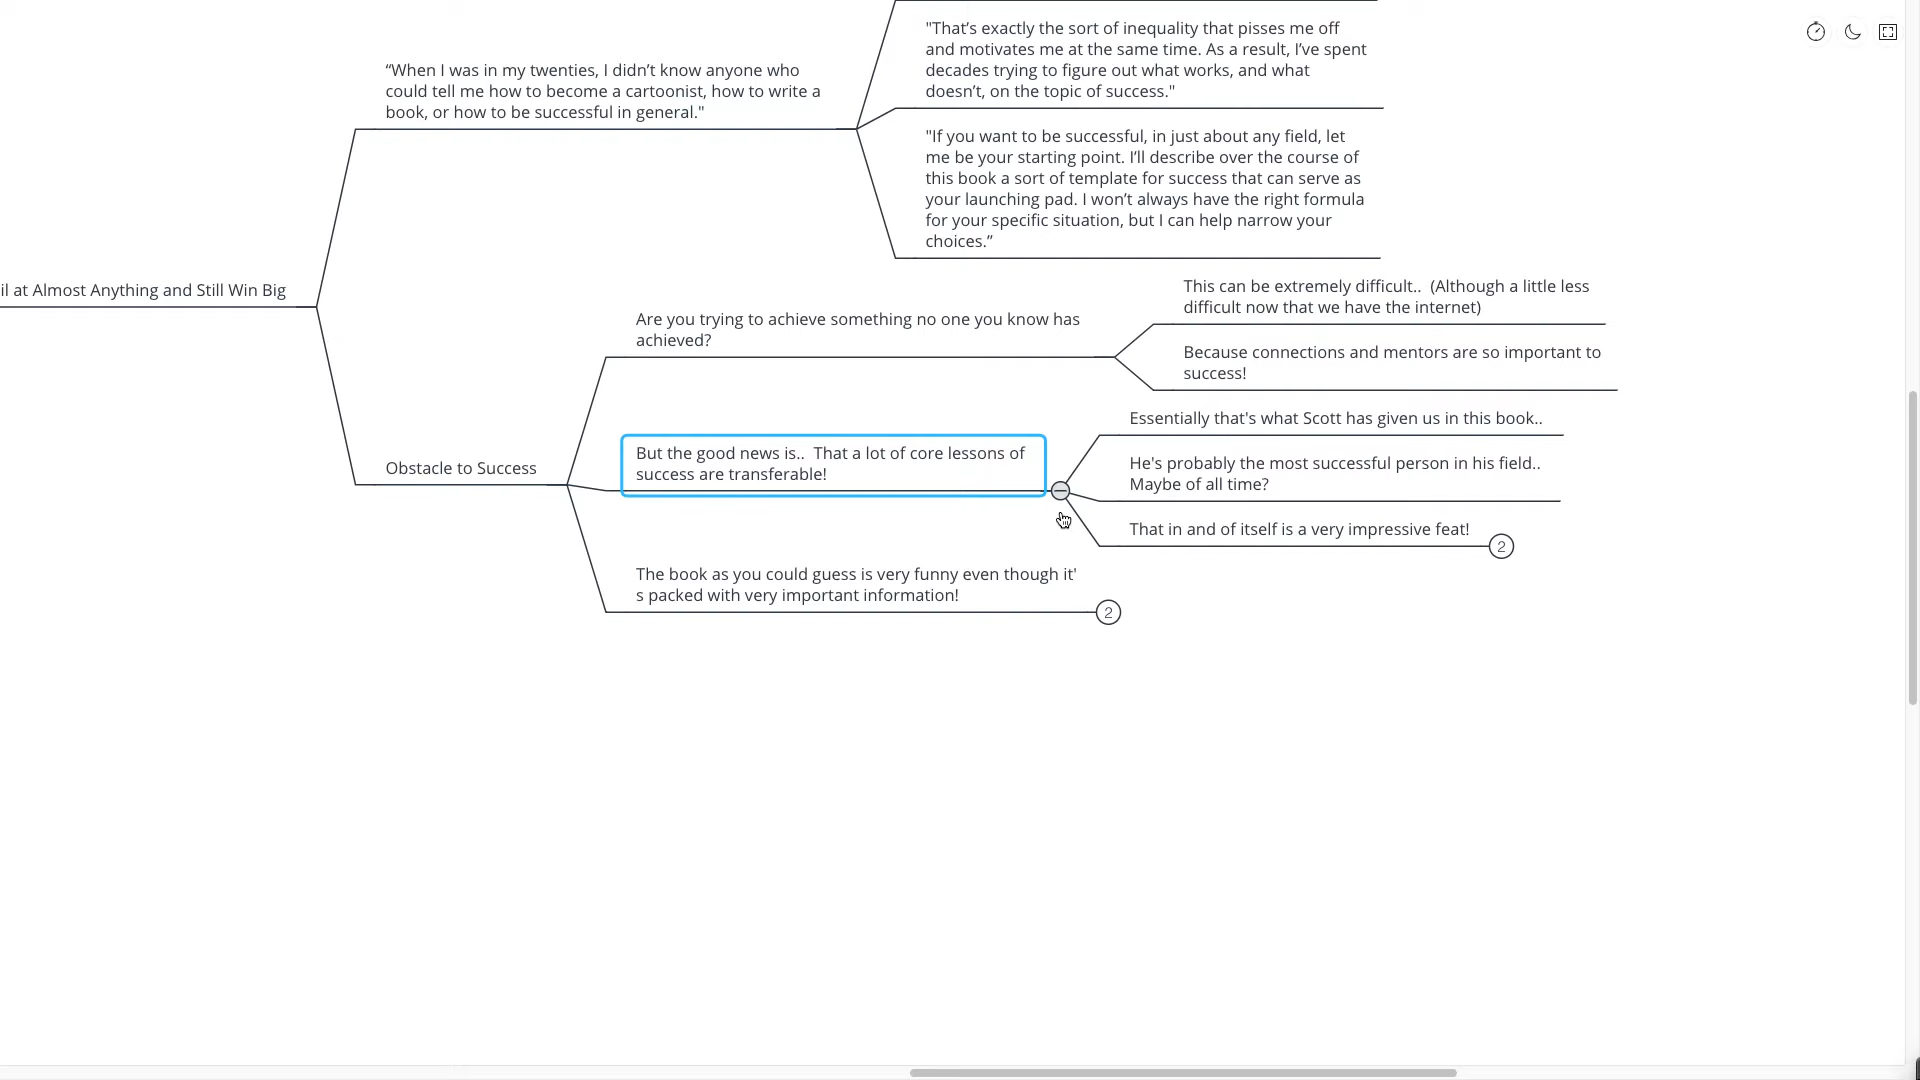 "That’s exactly the sort of inequality that pisses me off
and motivates me at the same time. As a result, I’ve spent
decades trying to figure out what works, and what
doesn’t, on the topic of success."
“When I was in my twenties, I didn’t know anyone who
could tell me how to become a cartoonist, how to write a
book, or how to be successful in general."
"If you want to be successful, in just about any field, let
me be your starting point. I’ll describe over the course of
this book a sort of template for success that can serve as
your launching pad. I won’t always have the right formula
for your specific situation, but I can help narrow your
choices.”
il at Almost Anything and Still Win Big
Obstacle to Success
Are you trying to achieve something no one you know has
achieved?
This can be extremely difficult..  (Although a little less
difficult now that we have the internet)
Because connections and mentors are so important to
success!
But the good news is..  That a lot of core lessons of
success are transferable!
Essentially that's what Scott has given us in this book..
He's probably the most successful person in his field..
Maybe of all time?
That in and of itself is a very impressive feat!
2
The book as you could guess is very funny even though it'
s packed with very important information!
2